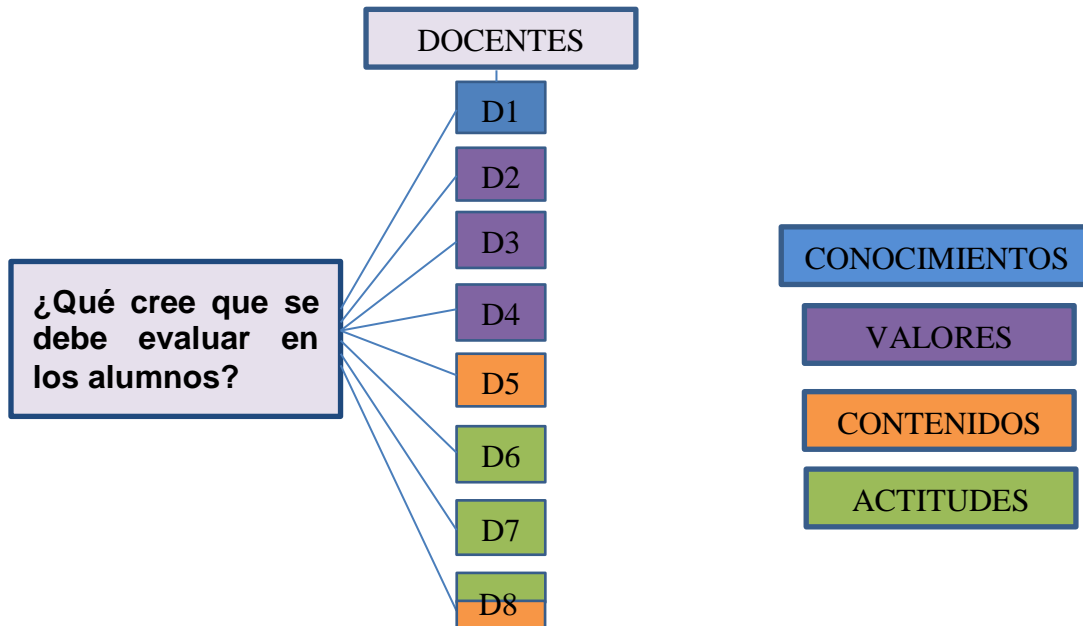 DOCENTES
D1
D2
D3
D4
D5
D6
D7
D8
¿Qué cree que se
debe evaluar en
los alumnos?
CONOCIMIENTOS
VALORES
CONTENIDOS
ACTITUDES